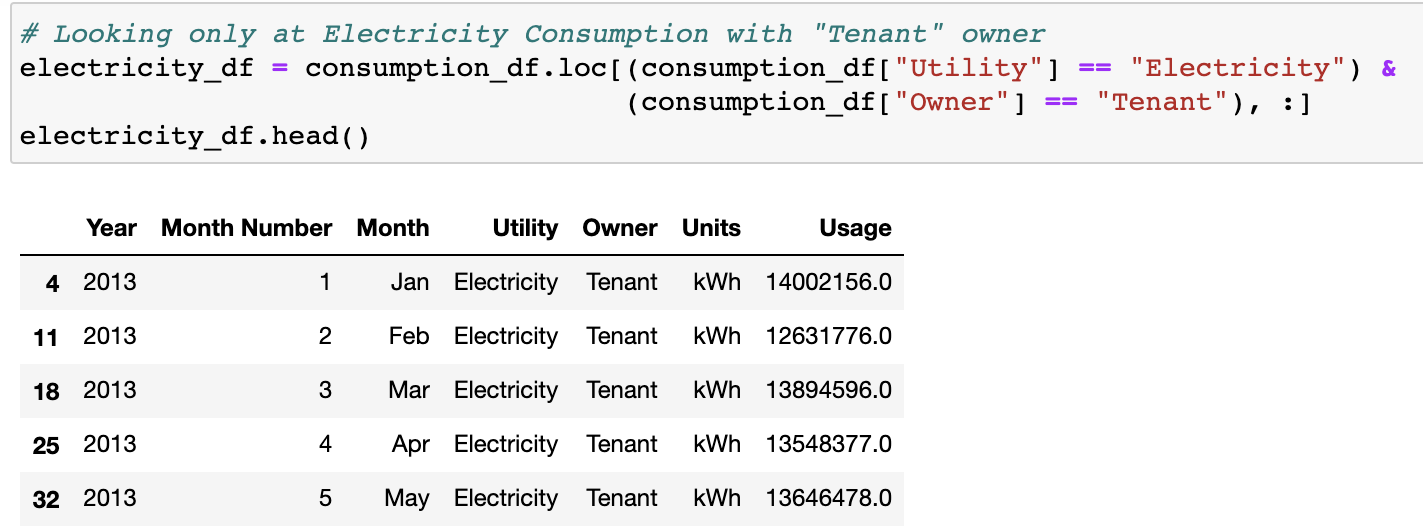 # Looking only at Electricity Consumption with "Tenant" owner
electricity_df = consumption_df.loc[(consumption_df["Utility"] == "Electricity") &
(consumption_df["Owner"] == "Tenant"), :]
electricity_df.head()
Year Month Number Month Utility Owner Units Usage
4 2013 1 Jan Electricity Tenant kWh 14002156.0
11 2013 2 Feb Electricity Tenant kWh 12631776.0
18 2013 3 Mar Electricity Tenant kWh 13894596.0
25 2013 4 Apr Electricity Tenant kWh 13548377.0
32 2013 5 May Electricity Tenant kWh 13646478.0